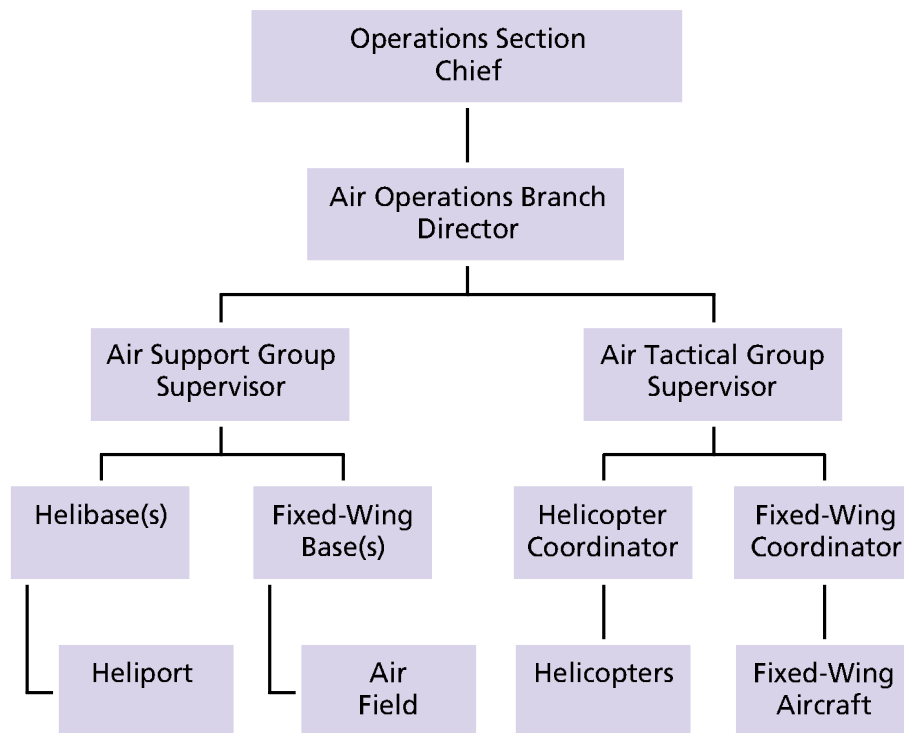 Operations Section
Chief
Air Operations Branch
Director
Air Support Group
Supervisor
Air Tactical Group
Supervisor
Helibase(s)
Fixed-Wing
Base(s)
Helicopter
Coordinator
Fixed-Wing
Coordinator
Heliport
Air
Field
Helicopters
Fixed-Wing
Aircraft